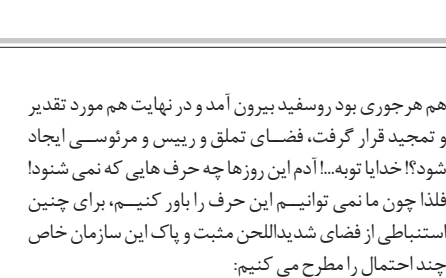 هم هرجوری بود روسفید بیرون آمد و در نهایت هم مورد تقدیر
و تمجید قرار گرفت، فضــای تملق و رییس و مرئوســی ایجاد
شود؟! خدایا توبه...! آدم این روزها چه حرف هایی که نمی شنود!
فلذا چون ما نمی توانیــم این حرف را باور کنیــم، برای چنین
استنباطی از فضای شدیداللحن مثبت و پاک این سازمان خاص
چند احتمال را مطرح می کنیم: